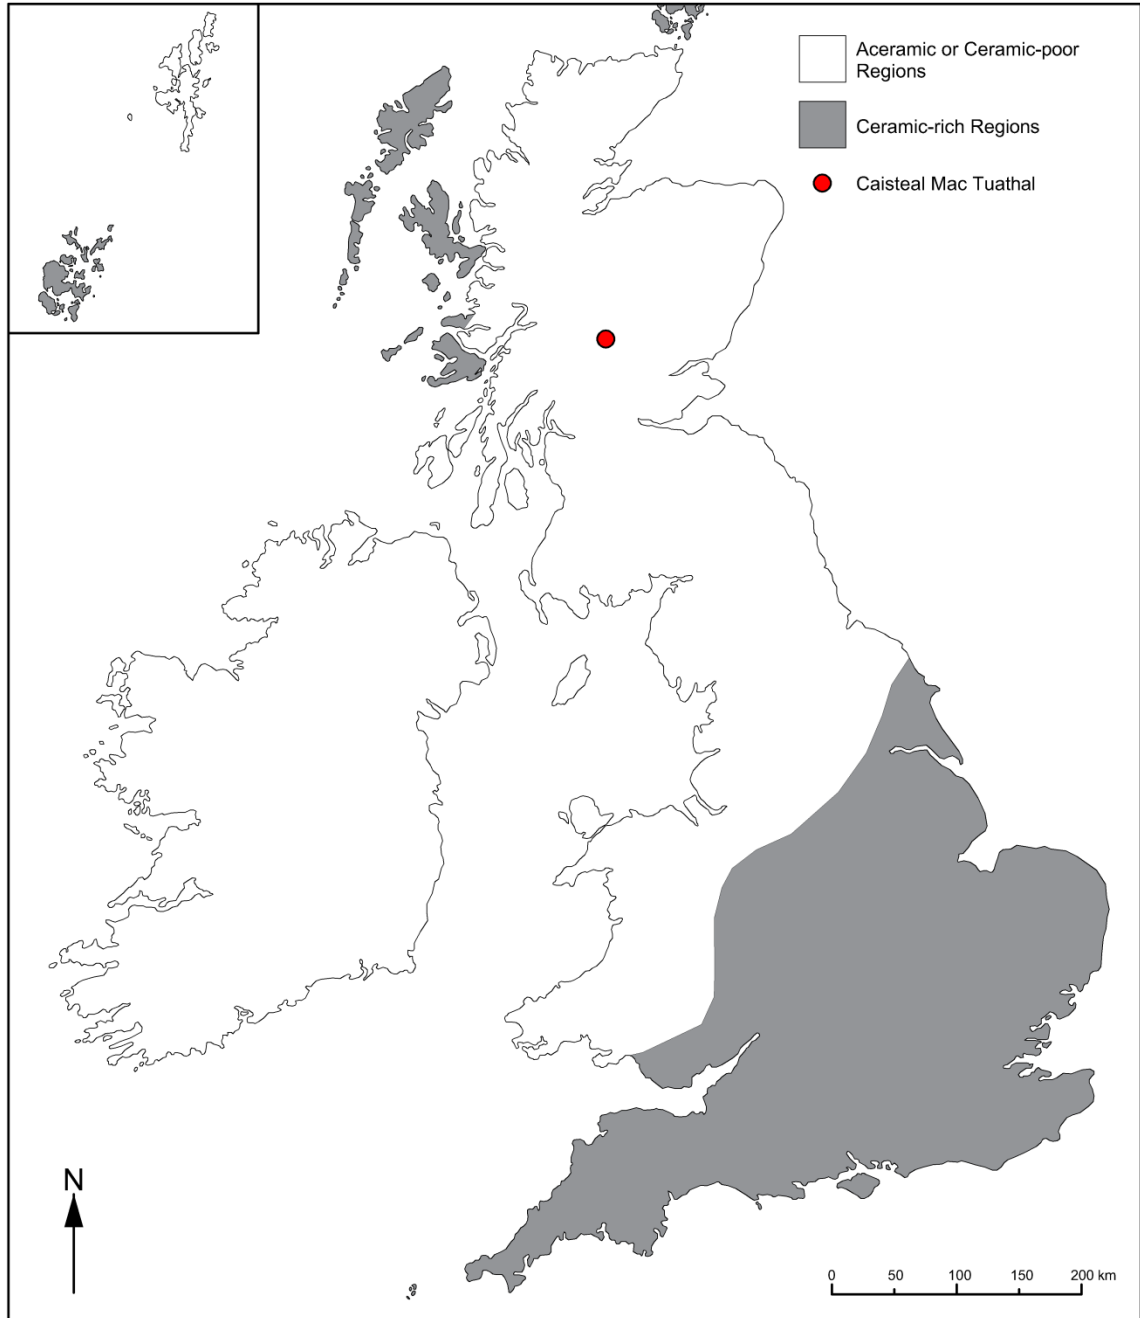 Aceramic or Ceramic-poor
Regions
Ceramic-rich Regions
Caisteal Mac Tuathal
N
0 50 100 150 200 km